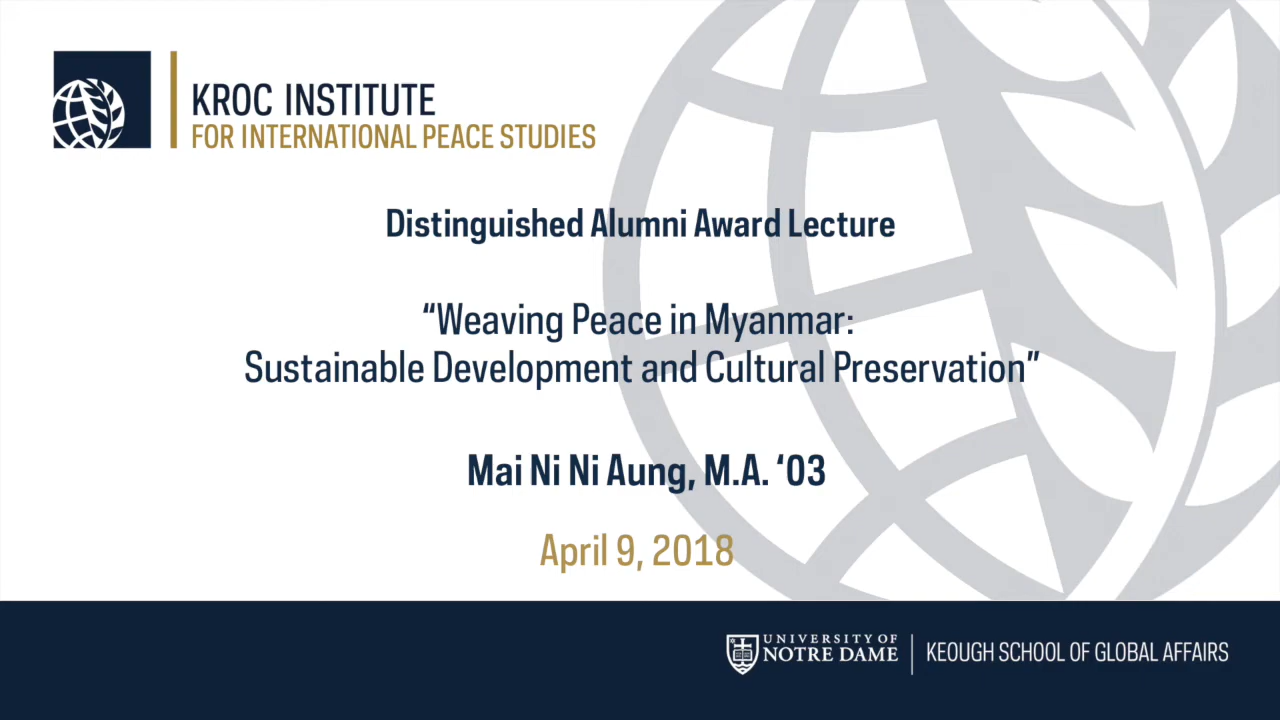 KROC INSTITUTE
FOR INTERNATIONAL PEACE STUDIES
Distinguished Alumni Award Lecture
“Weaving Peace in Myanmar:
Sustainable Development and Cultural Preservation”
Mai Ni Ni Aung, M.A. ‘03
April 9, 2018
UNIVERSITY OF
NOTRE DAME
KEOUGH SCHOOL OF GLOBAL AFFAIRS